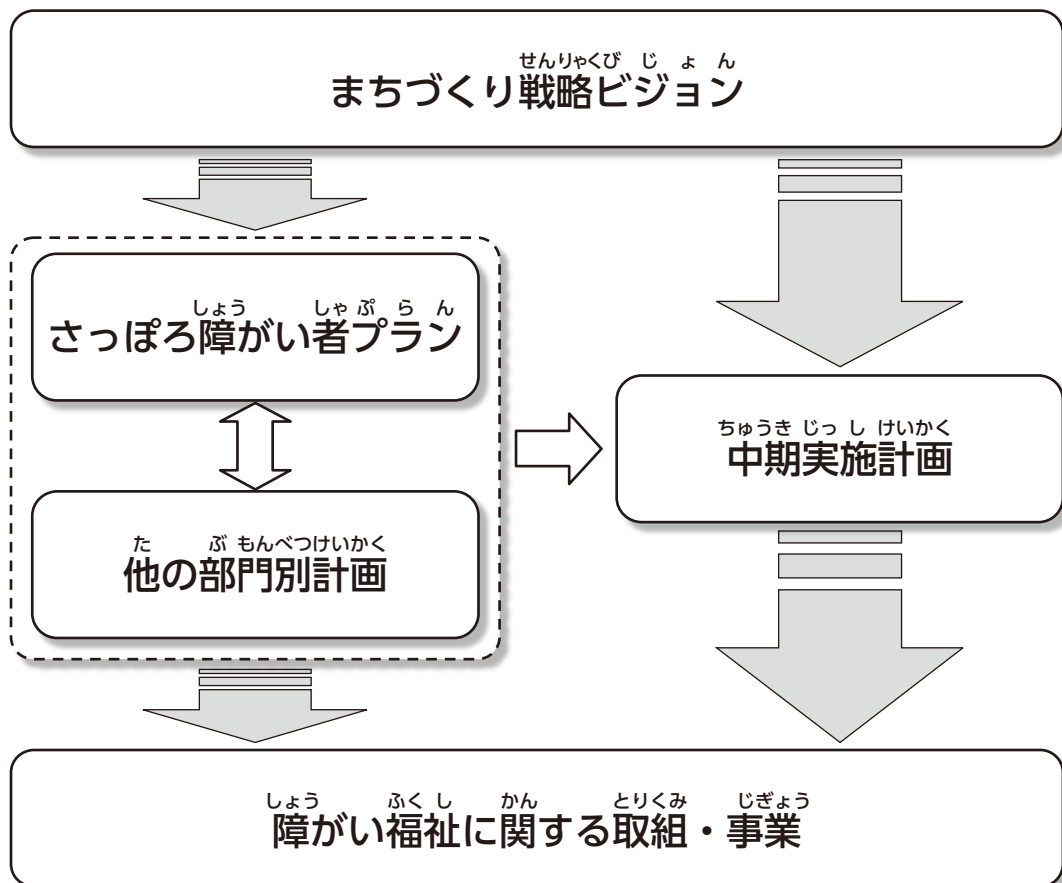 せんりゃくびじょん
まちづくり戦略ビジョン
しょう しゃぷらん
さっぽろ障がい者プラン
ちゅうきじっしけいかく
中期実施計画
た ぶもんべつけいかく
他の部門別計画
しょう ふくし かん とりくみ じぎょう
障がい福祉に関する取組・事業